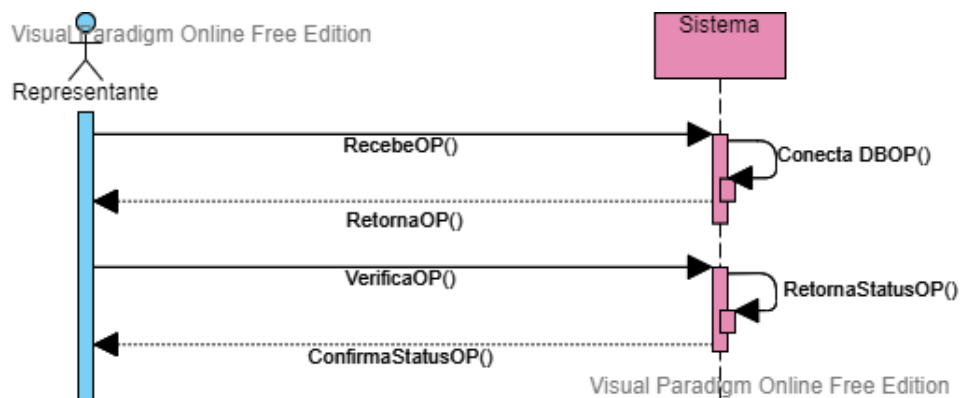 Visual Paradigm Online Free Edition
Sistema
Representante
RecebeOP()
Conecta DBOP()
RetornaOP()
VerificaOP()
RetornaStatusOP()
ConfirmaStatusOP()
Visual Paradigm Online Free Edition